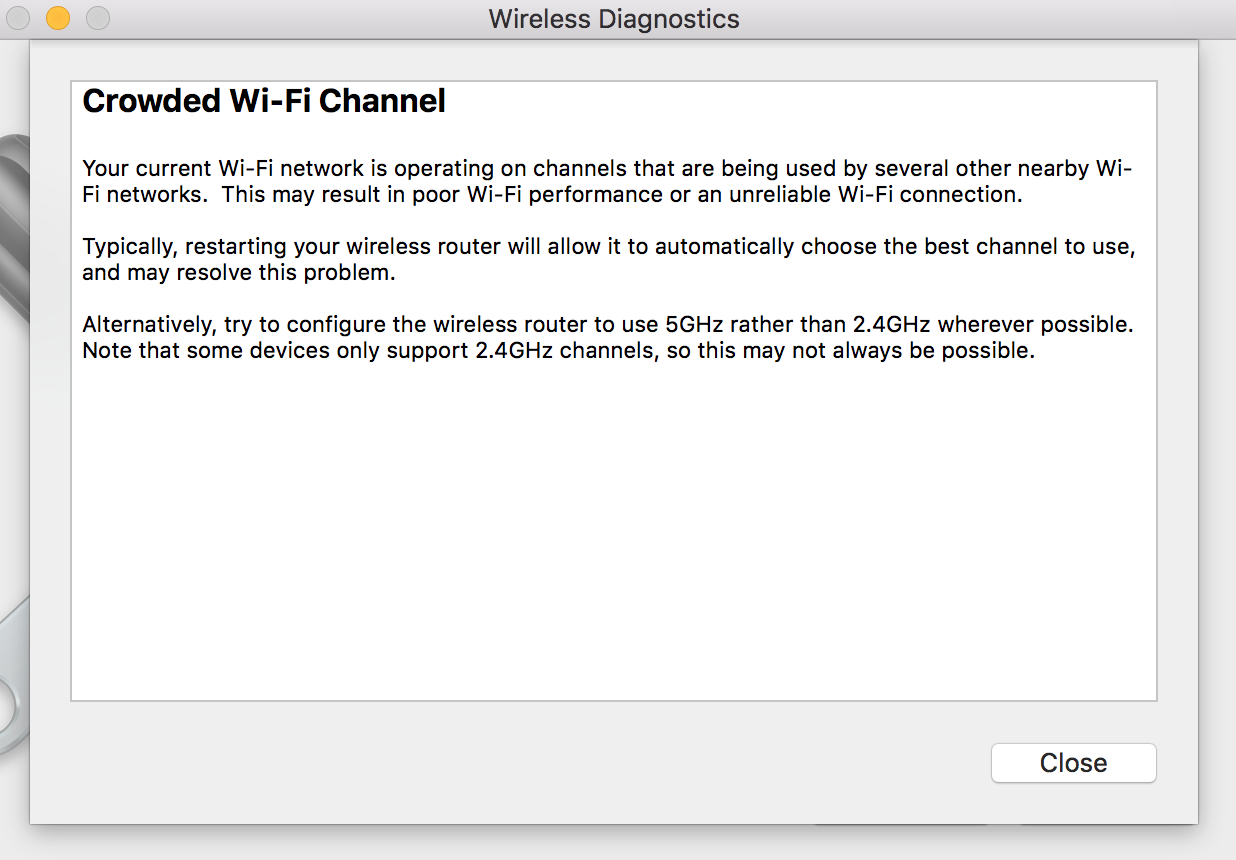 Wireless Diagnostics
Crowded Wi-Fi Channel
Your current Wi-Fi network is operating on channels that are being used by several other nearby Wi-
Fi networks.  This may result in poor Wi-Fi performance or an unreliable Wi-Fi connection.
Typically, restarting your wireless router will allow it to automatically choose the best channel to use,
and may resolve this problem.
Alternatively, try to configure the wireless router to use 5GHz rather than 2.4GHz wherever possible.
Note that some devices only support 2.4GHz channels, so this may not always be possible.
Close